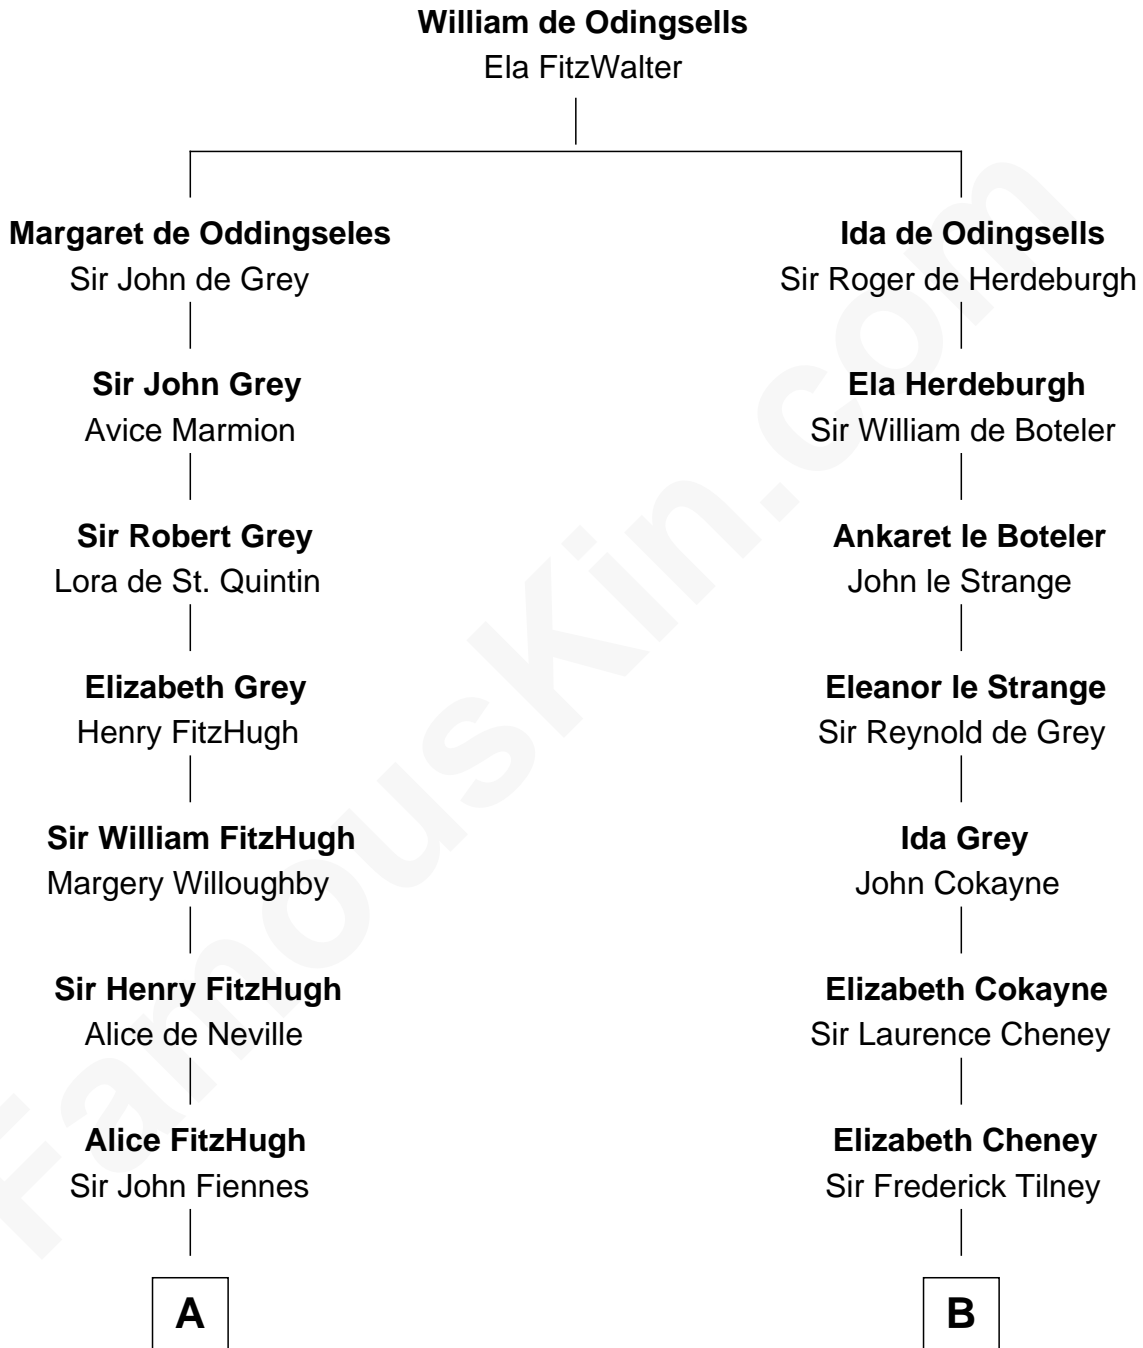 William de Odingsells
Ela FitzWalter
Margaret de Oddingseles
Sir John de Grey
Ida de Odingsells
Sir Roger de Herdeburgh
Sir John Grey
Avice Marmion
Ela Herdeburgh
Sir William de Boteler
Sir Robert Grey
Lora de St. Quintin
Ankaret le Boteler
John le Strange
Elizabeth Grey
Henry FitzHugh
Eleanor le Strange
Sir Reynold de Grey
Sir William FitzHugh
Margery Willoughby
Ida Grey
John Cokayne
Sir Henry FitzHugh
Alice de Neville
Elizabeth Cokayne
Sir Laurence Cheney
Alice FitzHugh
Sir John Fiennes
Elizabeth Cheney
Sir Frederick Tilney
A
B
FamousKin.com